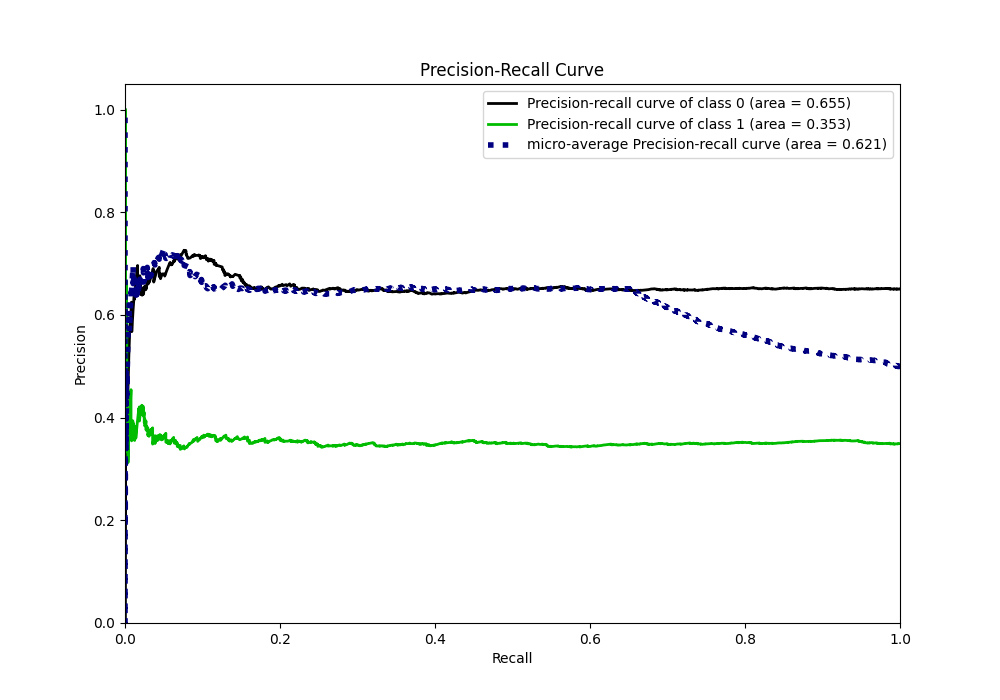 Precision-Recall Curve
Precision-recall curve of class 0 (area = 0.655)
Precision-recall curve of class 1 (area = 0.353)
micro-average Precision-recall curve (area = 0.621)
1.0
0.8
0.6
0.4
0.2
0.0
Precision
0.0 0.2 0.4 0.6 0.8 1.0
Recall